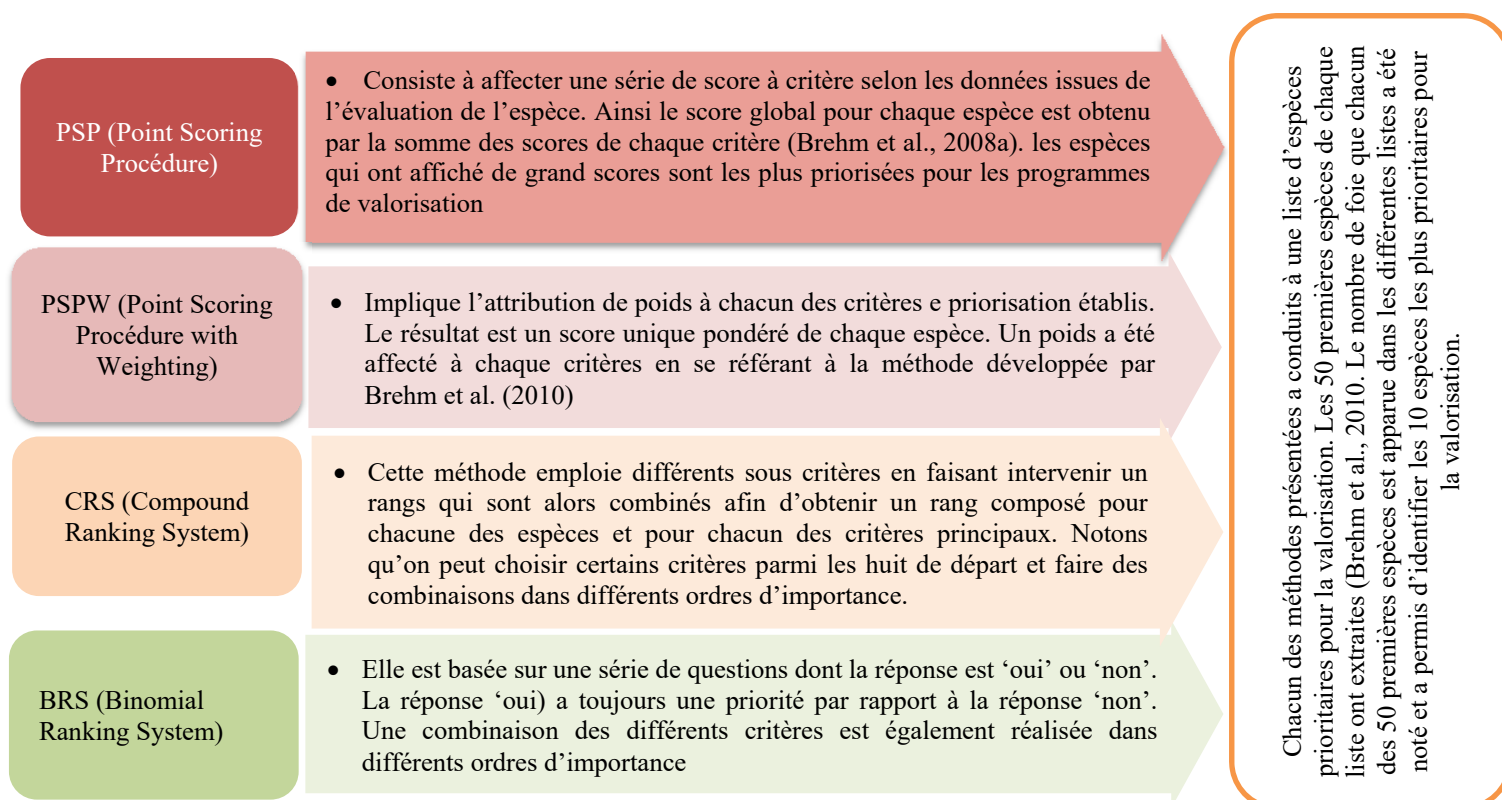 PSP (Point Scoring
Procédure)
• Consiste à affecter une série de score à critère selon les données issues de
l’évaluation de l’espèce. Ainsi le score global pour chaque espèce est obtenu
par la somme des scores de chaque critère (Brehm et al., 2008a). les espèces
qui ont affiché de grand scores sont les plus priorisées pour les programmes
de valorisation
PSPW (Point Scoring
Procédure with
Weighting)
• Implique l’attribution de poids à chacun des critères e priorisation établis.
Le résultat est un score unique pondéré de chaque espèce. Un poids a été
affecté à chaque critères en se référant à la méthode développée par
Brehm et al. (2010)
CRS (Compound
Ranking System)
• Cette méthode emploie différents sous critères en faisant intervenir un
rangs qui sont alors combinés afin d’obtenir un rang composé pour
chacune des espèces et pour chacun des critères principaux. Notons
qu’on peut choisir certains critères parmi les huit de départ et faire des
combinaisons dans différents ordres d’importance.
BRS (Binomial
Ranking System)
• Elle est basée sur une série de questions dont la réponse est ‘oui’ ou ‘non’.
La réponse ‘oui) a toujours une priorité par rapport à la réponse ‘non’.
Une combinaison des différents critères est également réalisée dans
différents ordres d’importance
Chacun des méthodes présentées a conduits à une liste d’espèces
prioritaires pour la valorisation. Les 50 premières espèces de chaque
liste ont extraites (Brehm et al., 2010. Le nombre de foie que chacun
des 50 premières espèces est apparue dans les différentes listes a été
noté et a permis d’identifier les 10 espèces les plus prioritaires pour
la valorisation.